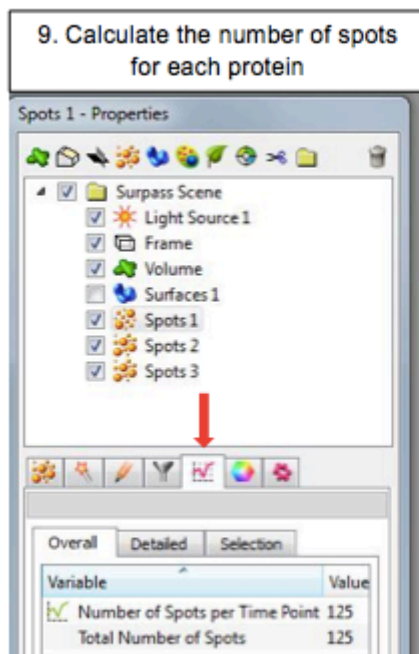 9. Calculate the number of spots
for each protein
Spots 1 - Properties
Surpass Scene
Light Source 1
Frame
Volume
Surfaces 1
Spots 1
Spots 2
Spots 3
Overall Detailed Selection
Variable Value
Number of Spots per Time Point 125
Total Number of Spots 125